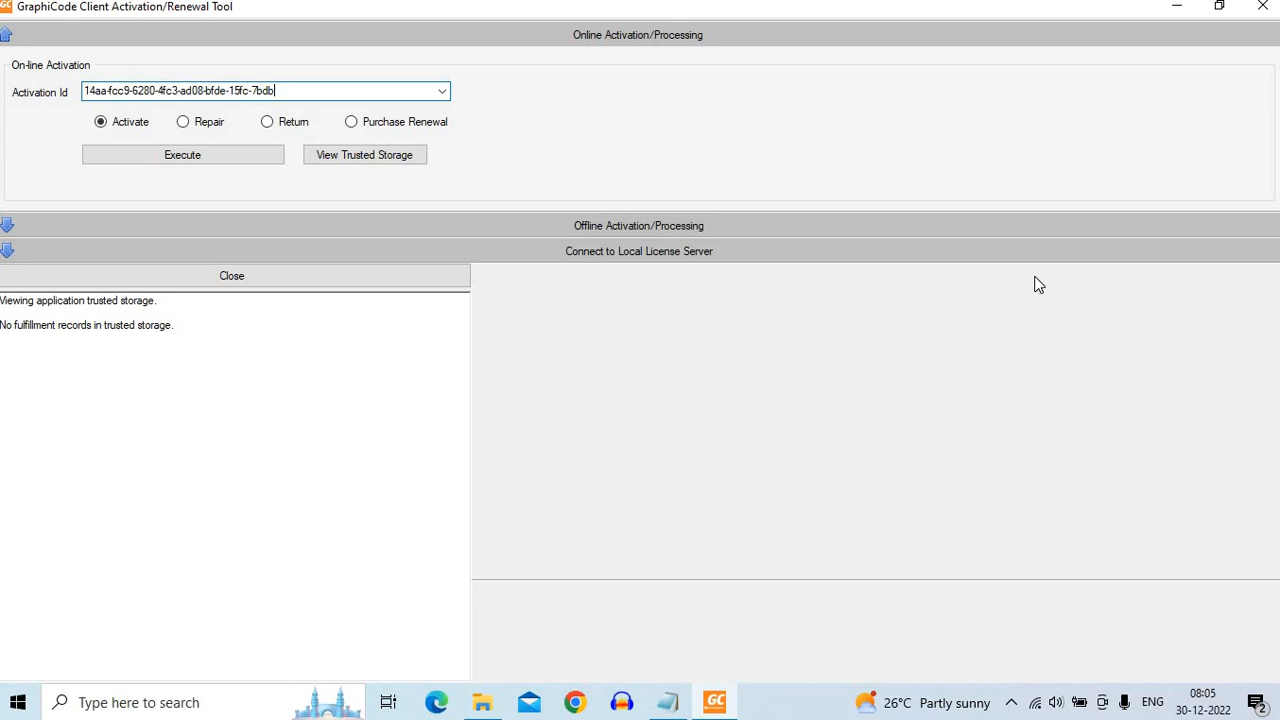 GC GraphiCode Client Activation/Renewal Tool
Online Activation/Processing
On-line Activation
Activation Id 14aa-fcc9-6280-4fc3-ad08-bfde-15fc-7bdb
Activate Repair Return Purchase Renewal
Execute View Trusted Storage
Offline Activation/Processing
Connect to Local License Server
Close
Viewing application trusted storage.
No fulfillment records in trusted storage.
Type here to search GC 26°C Partly sunny ENG 08:05
30-12-2022 2